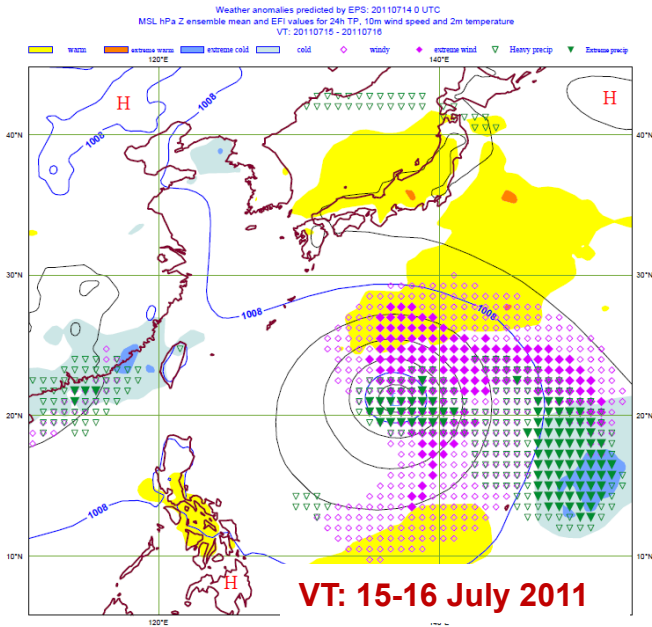 Weather anomalies predicted by EPS: 20110714 0 UTC
MSL hPa Z ensemble mean and EFI values for 24h TP, 10m wind speed and 2m temperature
VT: 20110715 - 20110716
warm extreme warm extreme cold cold windy extreme wind Heavy precip Extreme precip
120°E 140°E
H 1008 H
1008
40°N 40°N
30°N 30°N
1008 1008
20°N 20°N
1008
10°N 10°N
H
VT: 15-16 July 2011
120°E